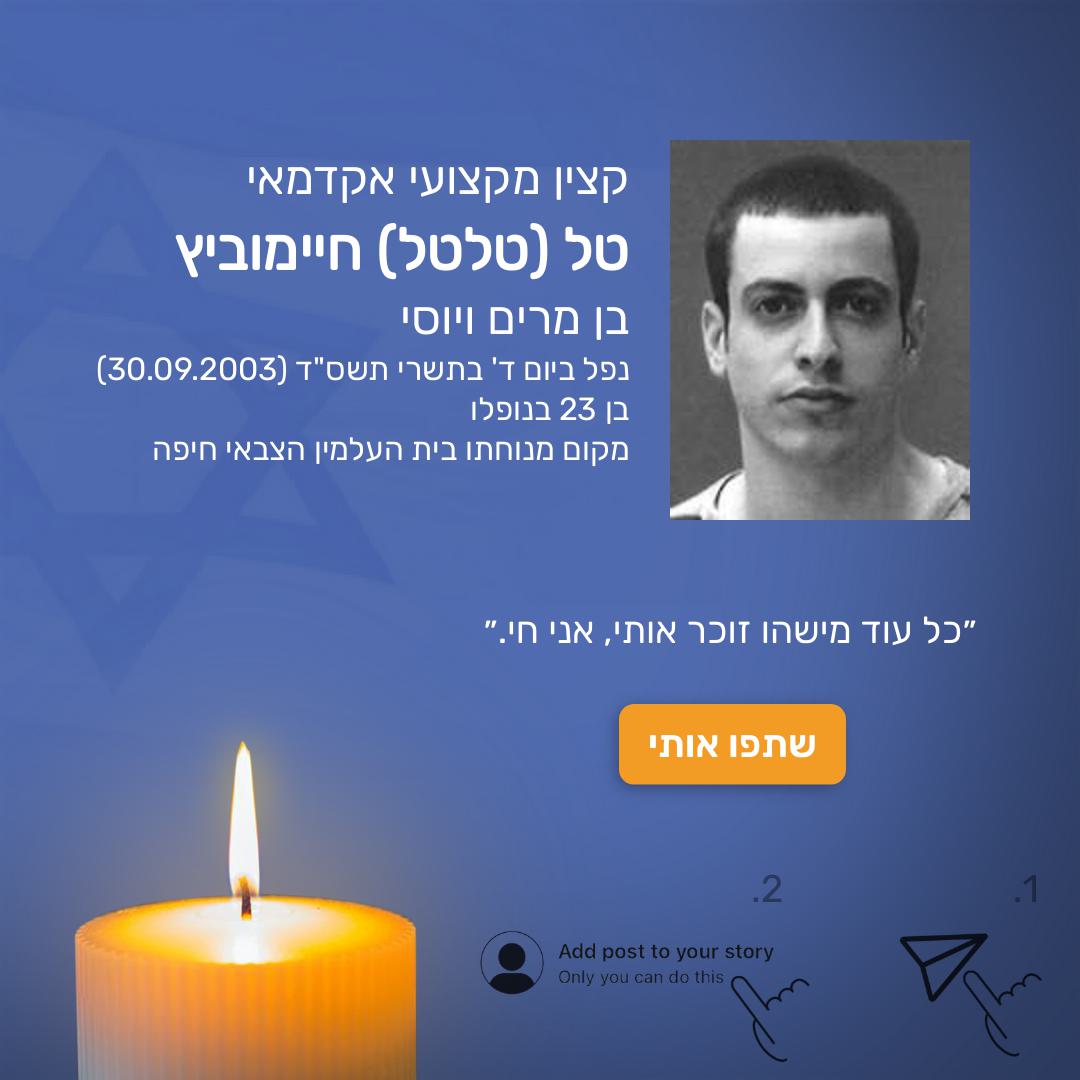 קצין מקצועי אקדמאי
טל (טלטל) חיימוביץ
בן מרים ויוסי
נפל ביום ד' בתשרי תשס"ד (30.09.2003)
בן 23 בנופלו
מקום מנוחתו בית העלמין הצבאי חיפה
״כל עוד מישהו זוכר אותי, אני חי.״
שתפו אותי
1.
2.
Add post to your story
Only you can do this